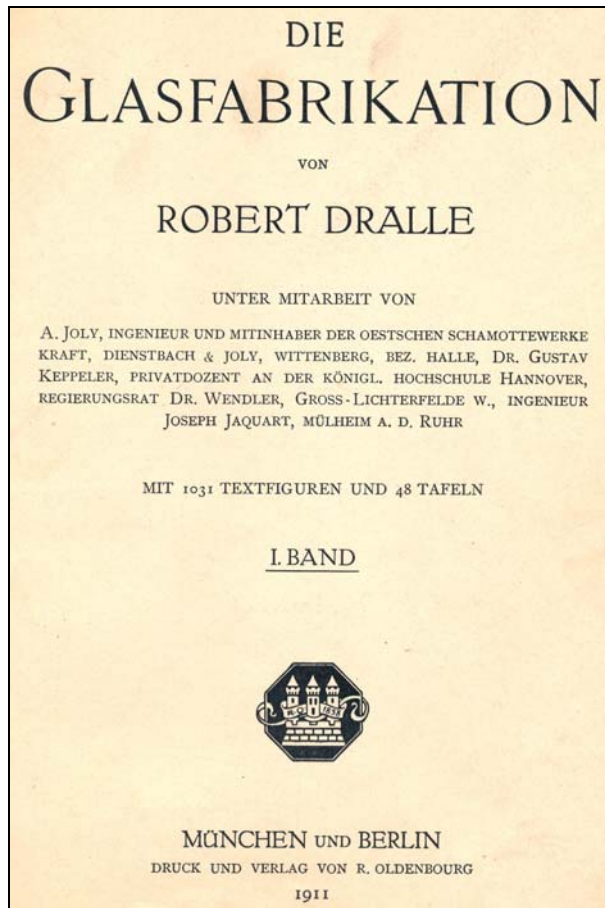 DIE
GLASFABRIKATION
VON
ROBERT DRALLE
UNTER MITARBEIT VON
A. JOLY, INGENIEUR UND MITINHABER DER OESTSCHEN SCHAMOTTEWERKE
KRAFT, DIENSTBACH & JOLY, WITTENBERG, BEZ. HALLE, DR. GUSTAV
KEPPELER, PRIVATDOZENT AN DER KÖNIGL. HOCHSCHULE HANNOVER,
REGIERUNGSRAT DR. WENDLER, GROSS-LICHTERFELDE W., INGENIEUR
JOSEPH JAQUART, MÜLHEIM A. D. RUHR
MIT 1031 TEXTFIGUREN UND 48 TAFELN
I. BAND
R. O. 1858
MÜNCHEN UND BERLIN
DRUCK UND VERLAG VON R. OLDENBOURG
1911